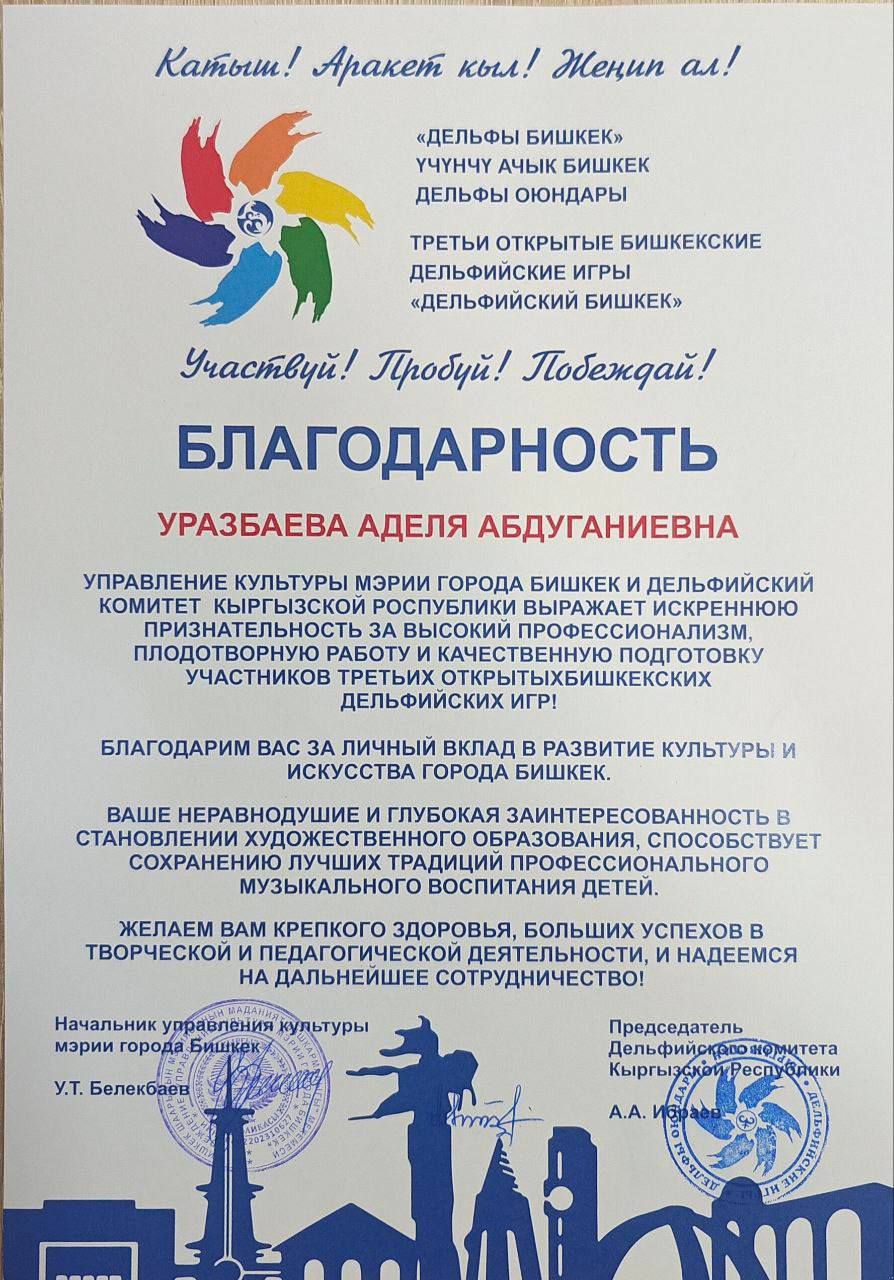 Катыш! Аракет кыл! Жеңип ал!
«ДЕЛЬФЫ БИШКЕК»
ҮЧҮНЧҮ АЧЫК БИШКЕК
ДЕЛЬФЫ ОЮНДАРЫ
ТРЕТЬИ ОТКРЫТЫЕ БИШКЕКСКИЕ
ДЕЛЬФИЙСКИЕ ИГРЫ
«ДЕЛЬФИЙСКИЙ БИШКЕК»
Участвуй! Пробуй! Побеждай!
БЛАГОДАРНОСТЬ
УРАЗБАЕВА АДЕЛЯ АБДУГАНИЕВНА
УПРАВЛЕНИЕ КУЛЬТУРЫ МЭРИИ ГОРОДА БИШКЕК И ДЕЛЬФИЙСКИЙ
КОМИТЕТ КЫРГЫЗСКОЙ РОСПУБЛИКИ ВЫРАЖАЕТ ИСКРЕННЮЮ
ПРИЗНАТЕЛЬНОСТЬ ЗА ВЫСОКИЙ ПРОФЕССИОНАЛИЗМ,
ПЛОДОТВОРНУЮ РАБОТУ И КАЧЕСТВЕННУЮ ПОДГОТОВКУ
УЧАСТНИКОВ ТРЕТЬИХ ОТКРЫТЫХБИШКЕКСКИХ
ДЕЛЬФИЙСКИХ ИГР!
БЛАГОДАРИМ ВАС ЗА ЛИЧНЫЙ ВКЛАД В РАЗВИТИЕ КУЛЬТУРЫ И
ИСКУССТВА ГОРОДА БИШКЕК.
ВАШЕ НЕРАВНОДУШИЕ И ГЛУБОКАЯ ЗАИНТЕРЕСОВАННОСТЬ В
СТАНОВЛЕНИИ ХУДОЖЕСТВЕННОГО ОБРАЗОВАНИЯ, СПОСОБСТВУЕТ
СОХРАНЕНИЮ ЛУЧШИХ ТРАДИЦИЙ ПРОФЕССИОНАЛЬНОГО
МУЗЫКАЛЬНОГО ВОСПИТАНИЯ ДЕТЕЙ.
ЖЕЛАЕМ ВАМ КРЕПКОГО ЗДОРОВЬЯ, БОЛЬШИХ УСПЕХОВ В
ТВОРЧЕСКОЙ И ПЕДАГОГИЧЕСКОЙ ДЕЯТЕЛЬНОСТИ, И НАДЕЕМСЯ
НА ДАЛЬНЕЙШЕЕ СОТРУДНИЧЕСТВО!
Начальник управления культуры
мэрии города Бишкек
У.Т. Белекбаев
Председатель
Дельфийского комитета
Кыргызской Республики
А.А. Ибраев
ДЕЛЬФЫ ОЮНДАРЫ
ДЕЛЬФИЙСКИЕ ИГРЫ